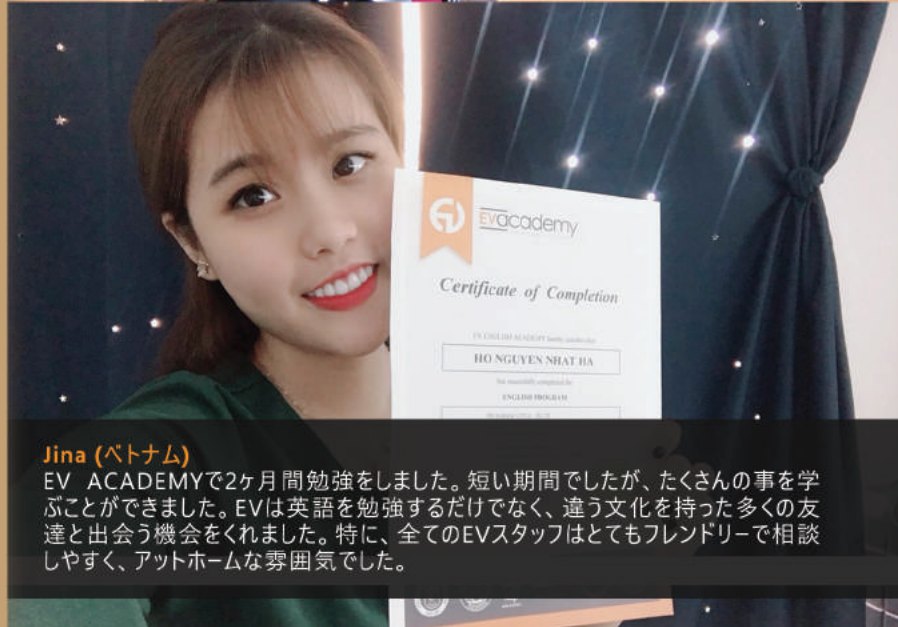 EVacademy
Certificate of Completion
HO NGUYEN NHAT HA
ENGLISH PROGRAM
Jina (ベトナム)
EV ACADEMYで2ヶ月間勉強をしました。短い期間でしたが、たくさんの事を学
ぶことができました。EVは英語を勉強するだけでなく、違う文化を持った多くの友
達と出会う機会をくれました。特に、全てのEVスタッフはとてもフレンドリーで相談
しやすく、アットホームな雰囲気でした。